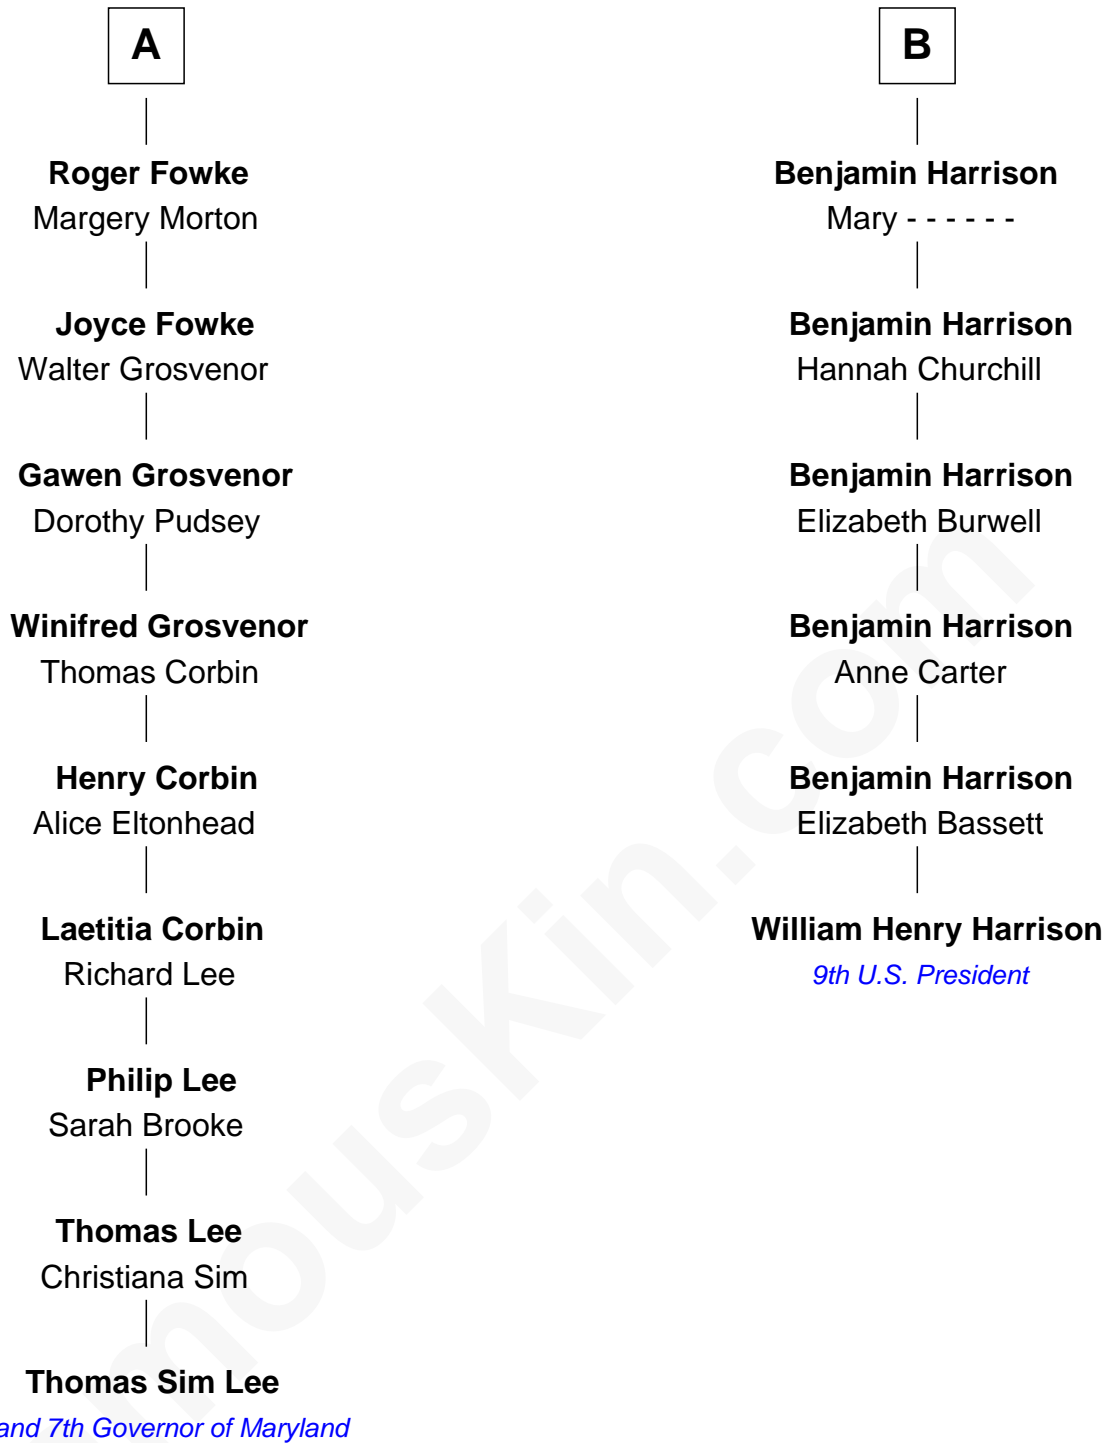 A
Roger Fowke
Margery Morton
Joyce Fowke
Walter Grosvenor
Gawen Grosvenor
Dorothy Pudsey
Winifred Grosvenor
Thomas Corbin
Henry Corbin
Alice Eltonhead
Laetitia Corbin
Richard Lee
Philip Lee
Sarah Brooke
Thomas Lee
Christiana Sim
Thomas Sim Lee
and 7th Governor of Maryland
B
Benjamin Harrison
Mary - - - - - -
Benjamin Harrison
Hannah Churchill
Benjamin Harrison
Elizabeth Burwell
Benjamin Harrison
Anne Carter
Benjamin Harrison
Elizabeth Bassett
William Henry Harrison
9th U.S. President
mousKin.com